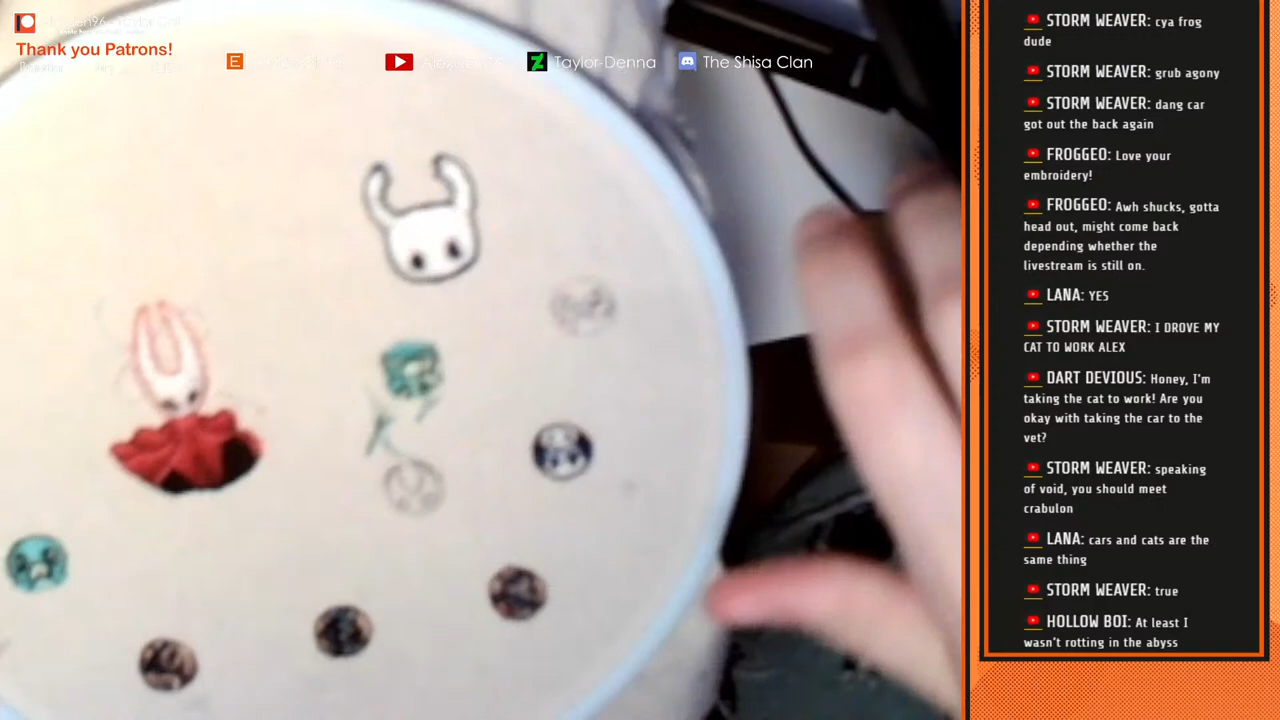 Thank you Patrons!
Taylor-Denna
The Shisa Clan
STORM WEAVER: cya frog
dude
STORM WEAVER: grub agony
STORM WEAVER: dang car
got out the back again
FROGGEO: Love your
embroidery!
FROGGEO: Awh shucks, gotta
head out, might come back
depending whether the
livestream is still on.
LANA: YES
STORM WEAVER: I DROVE MY
CAT TO WORK ALEX
DART DEVIOUS: Honey, I'm
taking the cat to work! Are you
okay with taking the car to the
vet?
STORM WEAVER: speaking
of void, you should meet
crabulon
LANA: cars and cats are the
same thing
STORM WEAVER: true
HOLLOW BOI: At least I
wasn't rotting in the abyss